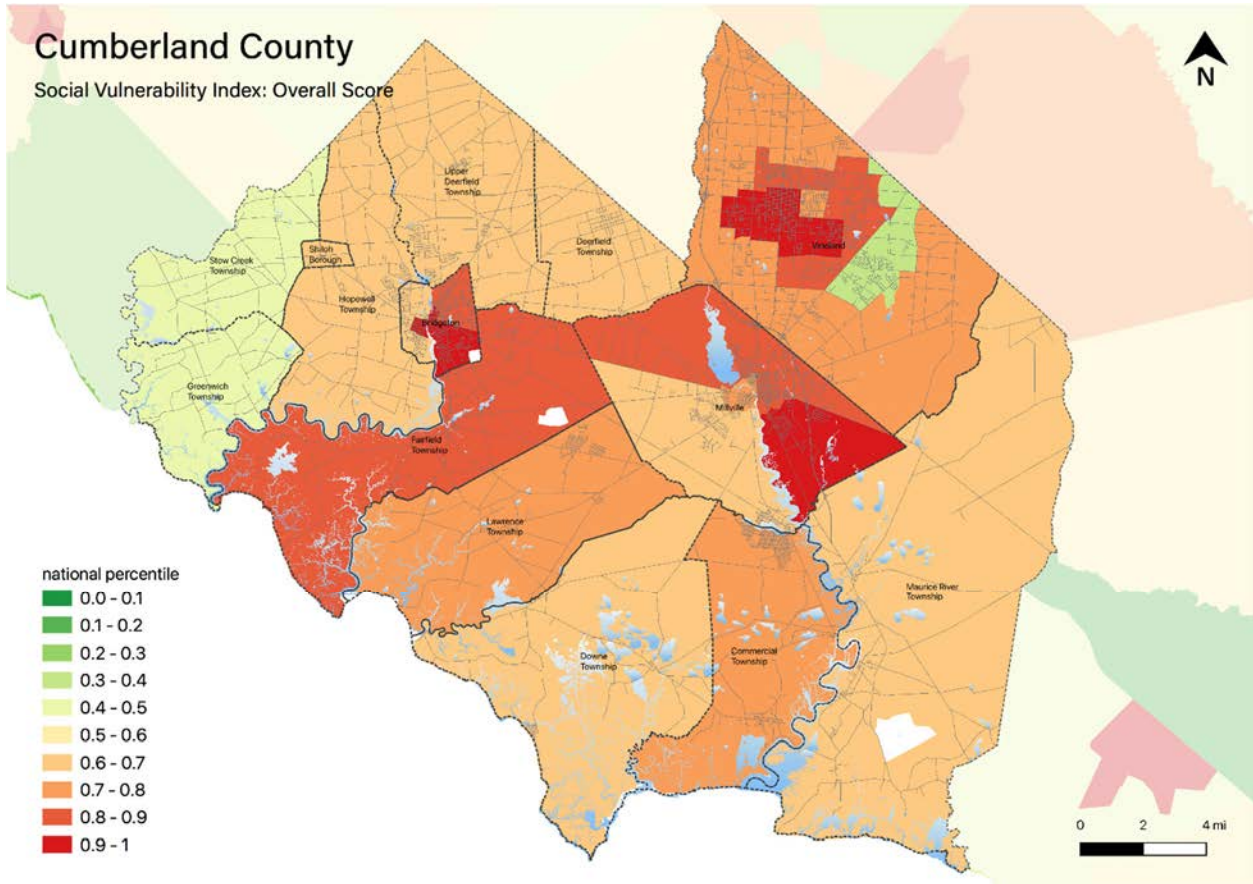 Cumberland County
Social Vulnerability Index: Overall Score
N
Upper
Deerfield
Township
Deerfield
Township
Vineland
Stow Creek
Township
Shiloh
Borough
Hopewell
Township
Bridgeton
Greenwich
Township
Millville
Fairfield
Township
Lawrence
Township
Maurice River
Township
Downe
Township
Commercial
Township
national percentile
0.0 - 0.1
0.1 - 0.2
0.2 - 0.3
0.3 - 0.4
0.4 - 0.5
0.5 - 0.6
0.6 - 0.7
0.7 - 0.8
0.8 - 0.9
0.9 - 1
0 2 4 mi